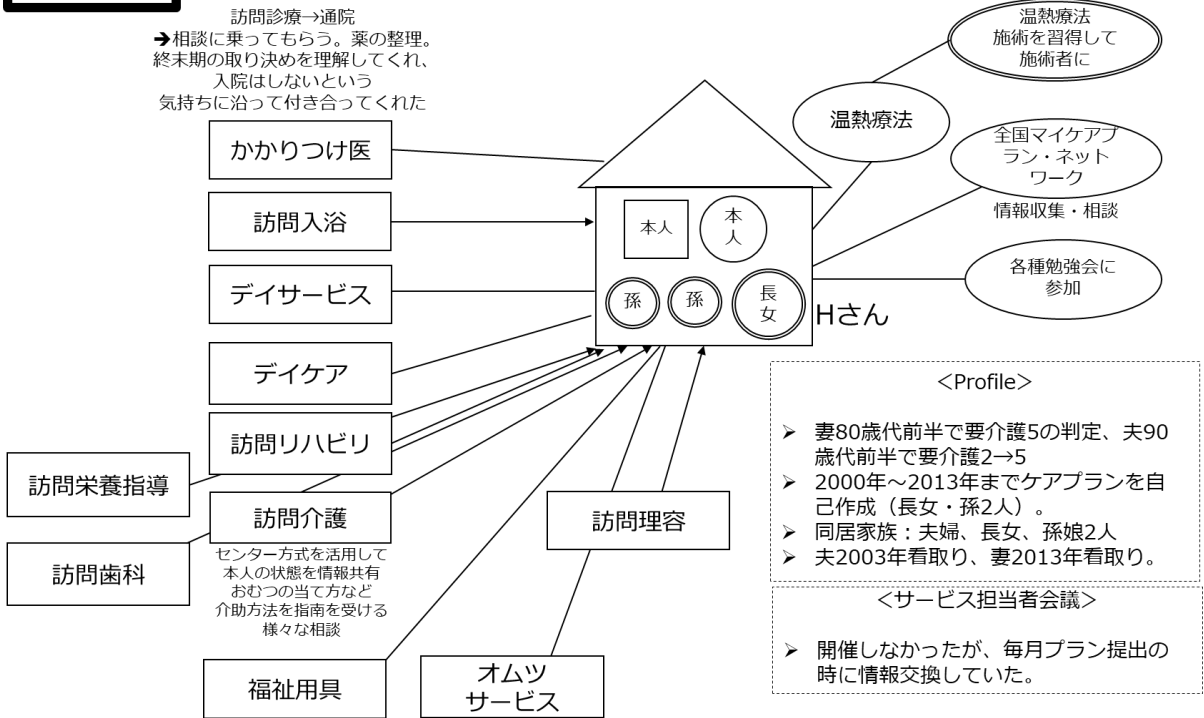 訪問診療→通院
➔相談に乗ってもらう。薬の整理。
終末期の取り決めを理解してくれ、
入院はしないという
気持ちに沿って付き合ってくれた
かかりつけ医
訪問入浴
デイサービス
デイケア
訪問リハビリ
訪問栄養指導
訪問介護
センター方式を活用して
本人の状態を情報共有
おむつの当て方など
介助方法を指南を受ける
様々な相談
訪問歯科
福祉用具
オムツ
サービス
訪問理容
本人
本
人
孫
孫
長
女
Hさん
温熱療法
施術を習得して
施術者に
温熱療法
全国マイケアプ
ラン・ネット
ワーク
情報収集・相談
各種勉強会に
参加
<Profile>
➢ 妻80歳代前半で要介護5の判定、夫90
歳代前半で要介護2→5
➢ 2000年～2013年までケアプランを自
己作成（長女・孫2人）。
➢ 同居家族：夫婦、長女、孫娘2人
➢ 夫2003年看取り、妻2013年看取り。
<サービス担当者会議>
➢ 開催しなかったが、毎月プラン提出の
時に情報交換していた。